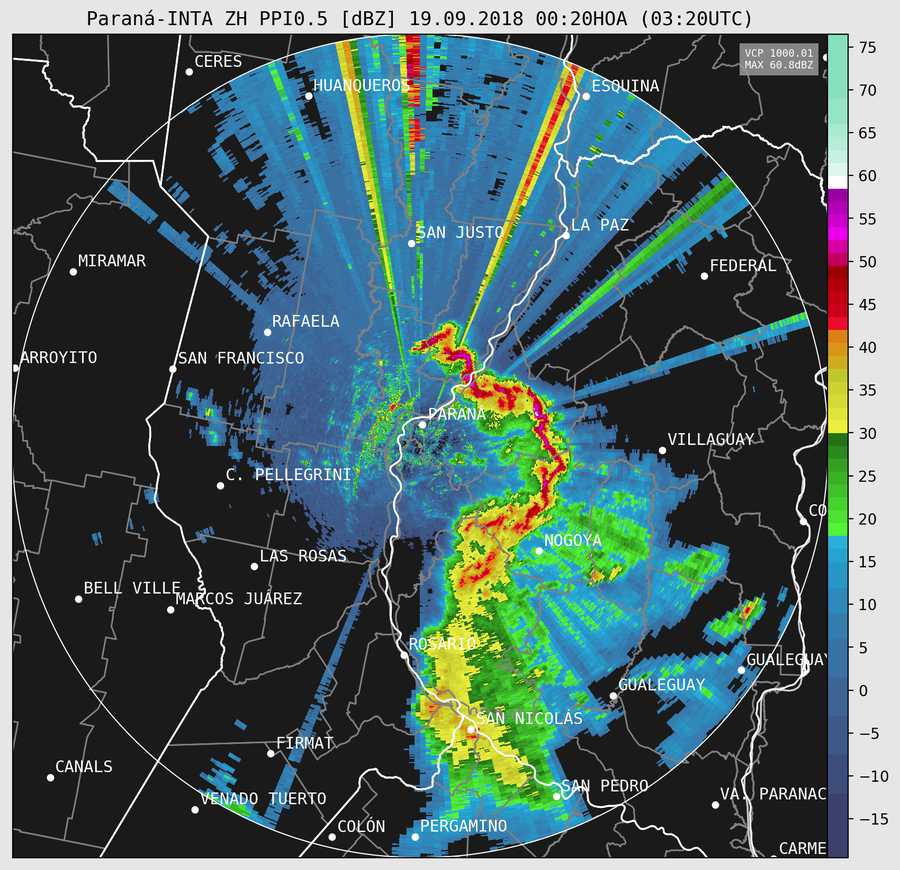 Paraná-INTA ZH PPI0.5 [dBZ] 19.09.2018 00:20HOA (03:20UTC)
VCP 1000.01
MAX 60.8dBZ
75
70
65
60
55
50
45
40
35
30
25
20
15
10
5
0
−5
−10
−15
CERES
HUANQUEROS
ESQUINA
SAN JUSTO
LA PAZ
MIRAMAR
FEDERAL
RAFAELA
ARROYITO
SAN FRANCISCO
PARANÁ
VILLAGUAY
C. PELLEGRINI
CO
NOGOYA
LAS ROSAS
BELL VILLE
MARCOS JUÁREZ
ROSARIO
GUALEGUAY
GUALEGUAY
SAN NICOLÁS
FIRMAT
CANALS
SAN PEDRO
VENADO TUERTO
VA. PARANAC
COLÓN
PERGAMINO
CARME